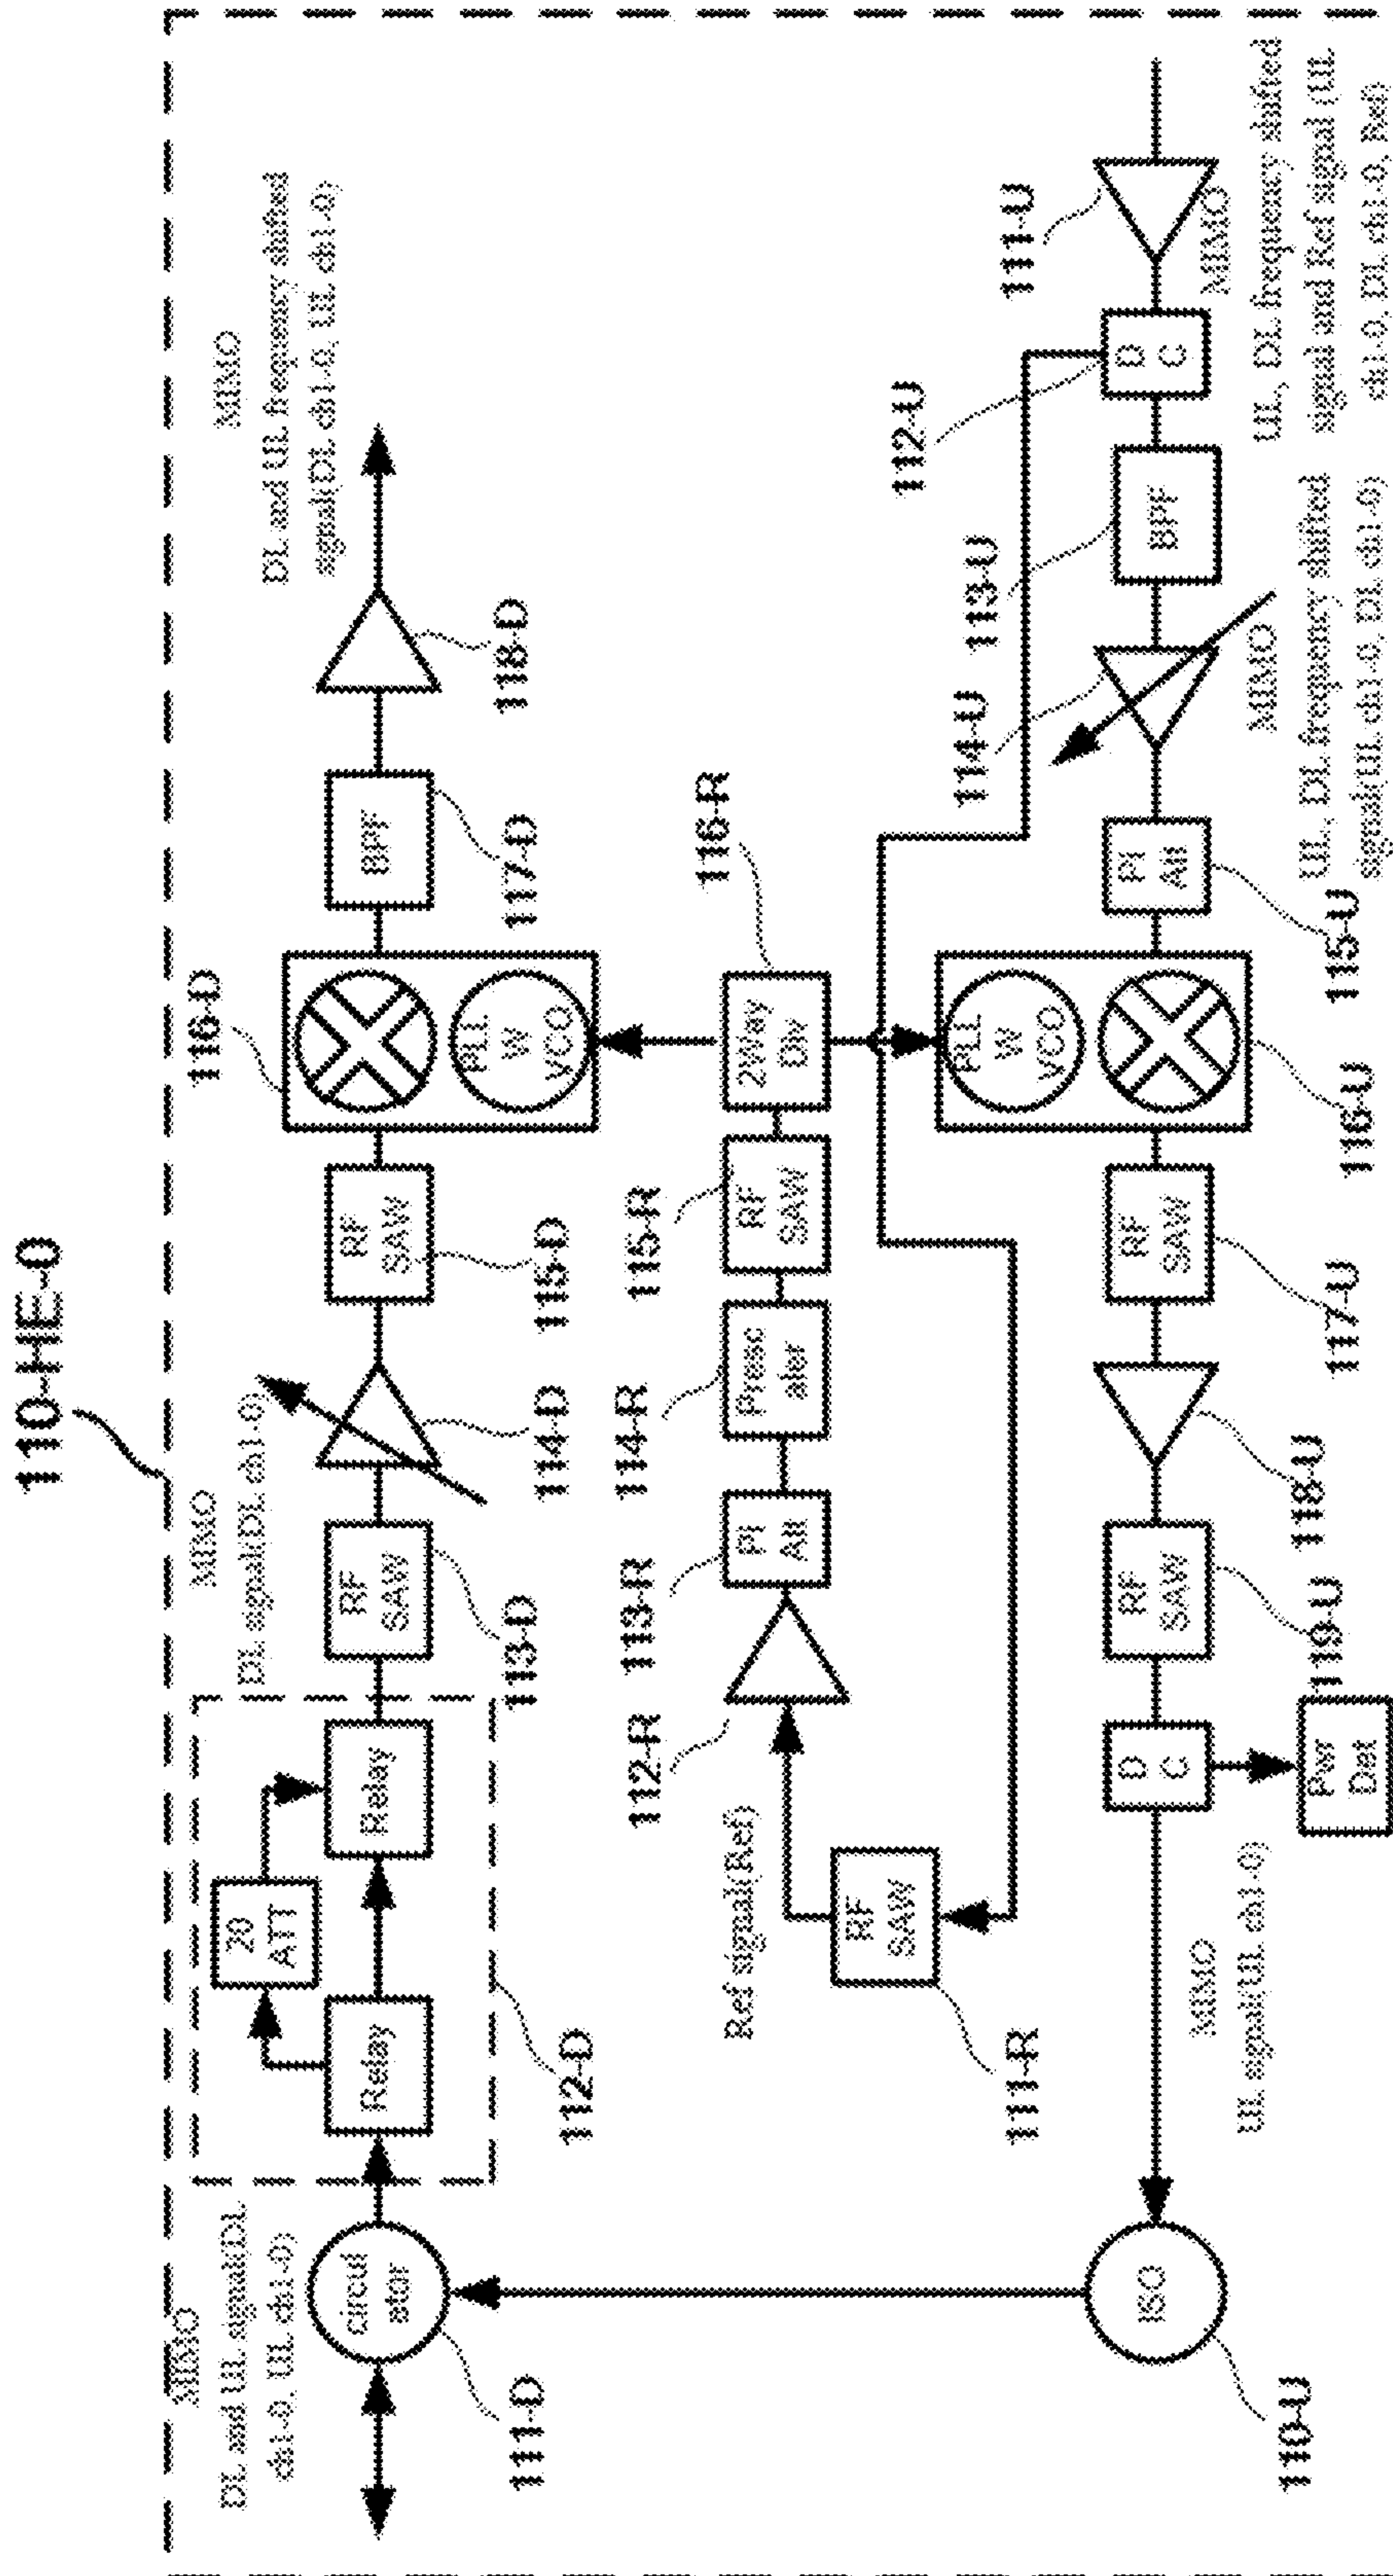 110-HE-0
MIMO
DL and UL signal(DL
ch1-0, UL ch1-0)
circul
ator
111-D
Relay
20
ATT
Relay
112-D
MIMO
DL signal(DL ch1-0)
RF
SAW
113-D
114-D
RF
SAW
115-D
116-D
PLL
W
VCO
BPF
117-D
118-D
MIMO
DL and UL frequency shifted
signal(DL ch1-0, UL ch1-0)
Ref signal(Ref)
RF
SAW
111-R
112-R
PI
Att
113-R
Presc
aler
114-R
RF
SAW
115-R
2Way
Div
116-R
ISO
110-U
MIMO
UL signal(UL ch1-0)
D
C
Pwr
Det
RF
SAW
119-U
118-U
RF
SAW
117-U
PLL
W
VCO
116-U
PI
Att
115-U
114-U
MIMO
UL, DL frequency shifted
signal(UL ch1-0, DL ch1-0)
BPF
113-U
D
C
112-U
111-U
MIMO
UL, DL frequency shifted
signal and Ref signal (UL
ch1-0, DL ch1-0, Ref)